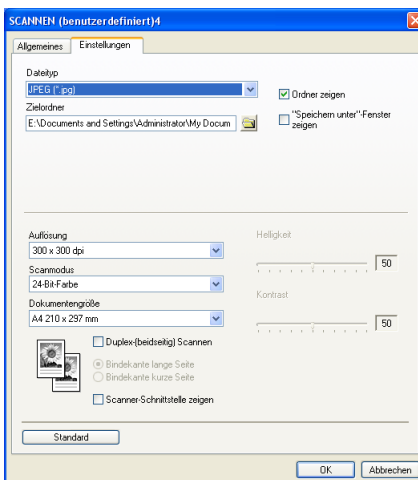 SCANNEN (benutzerdefiniert)4
Allgemeines Einstellungen
Dateityp
JPEG (*.jpg)
Ordner zeigen
Zielordner
E:\Documents and Settings\Administrator\My Docum
"Speichern unter"-Fenster zeigen
Auflösung
Helligkeit
300 x 300 dpi
50
Scanmodus
24-Bit-Farbe
Kontrast
Dokumentengröße
A4 210 x 297 mm
50
Duplex-(beidseitig) Scannen
Bindekante lange Seite
Bindekante kurze Seite
Scanner-Schnittstelle zeigen
Standard
OK Abbrechen